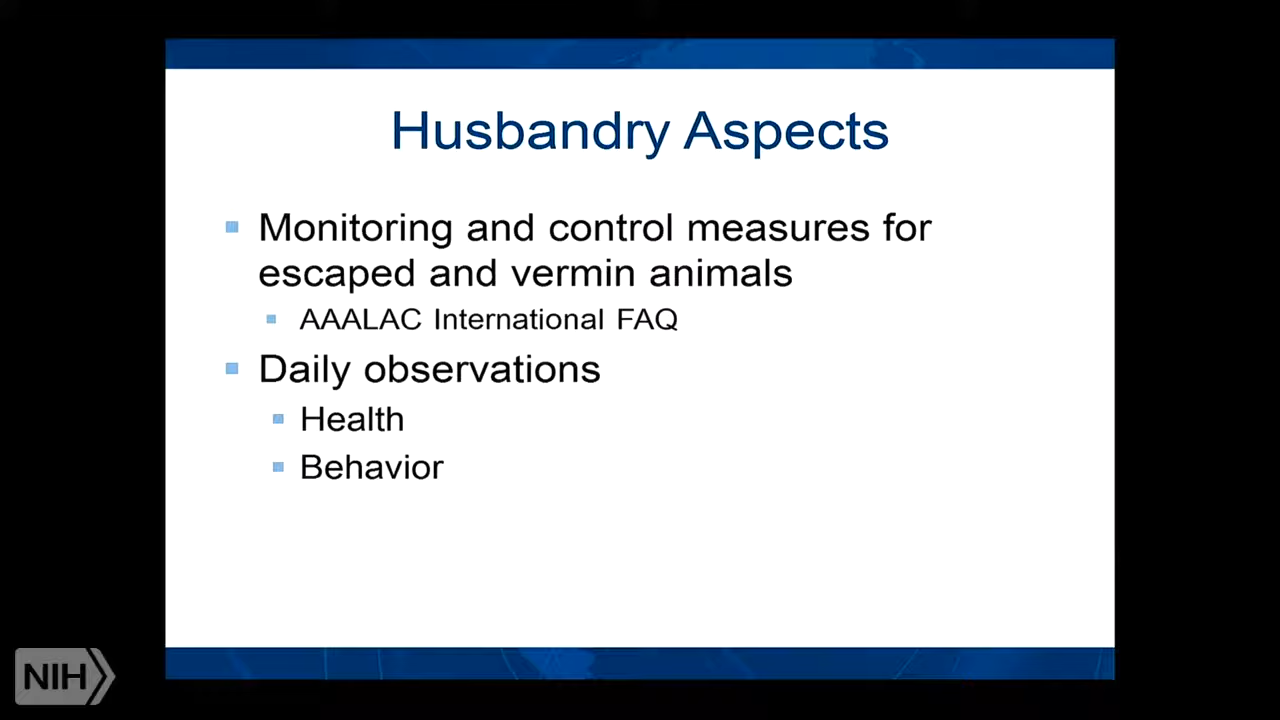 Husbandry Aspects
Monitoring and control measures for
escaped and vermin animals
AAALAC International FAQ
Daily observations
Health
Behavior
NIH